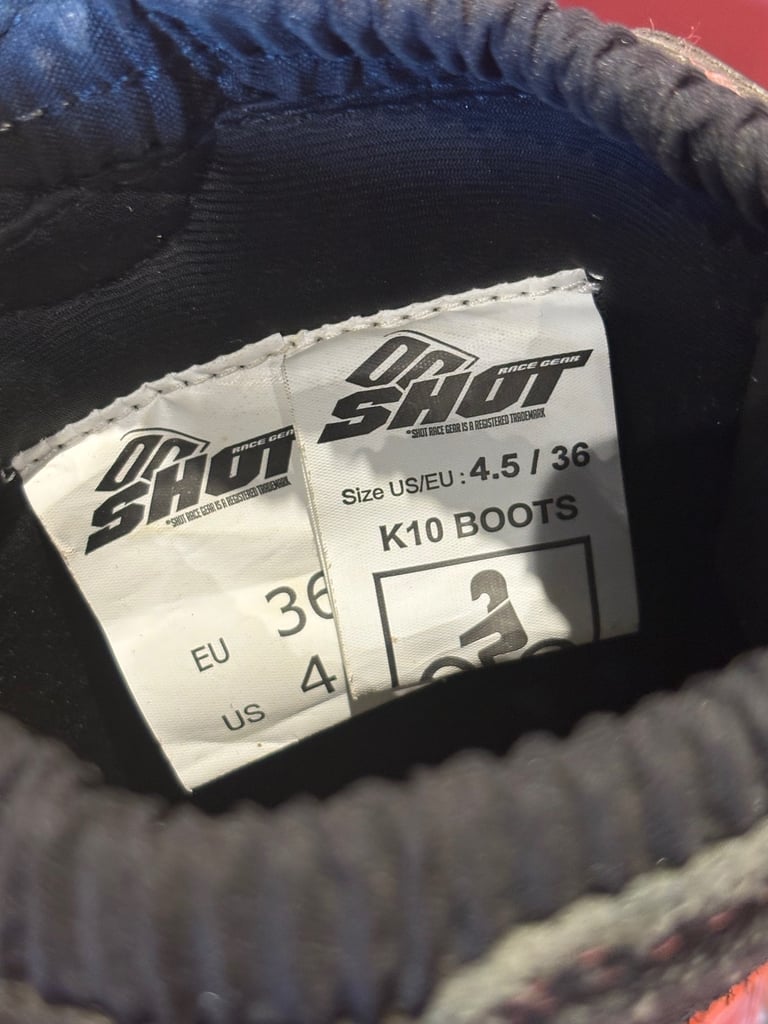 SHOT
RACE GEAR
*SHOT RACE GEAR IS A REGISTERED TRADEMARK
EU 36
US 4
SHOT
RACE GEAR
*SHOT RACE GEAR IS A REGISTERED TRADEMARK
Size US/EU : 4.5 / 36
K10 BOOTS